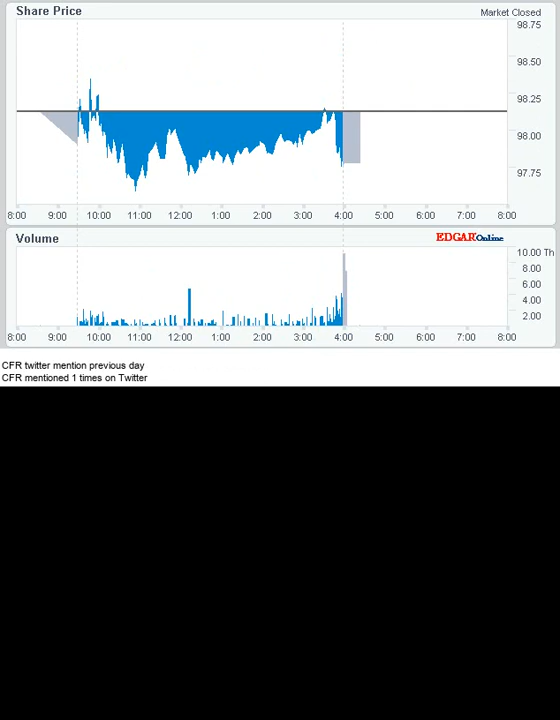 Share Price
Market Closed
98.75
98.50
98.25
98.00
97.75
8:00 9:00 10:00 11:00 12:00 1:00 2:00 3:00 4:00 5:00 6:00 7:00 8:00
Volume
EDGAR Online
10.00 Th
8.00
6.00
4.00
2.00
8:00 9:00 10:00 11:00 12:00 1:00 2:00 3:00 4:00 5:00 6:00 7:00 8:00
CFR twitter mention previous day
CFR mentioned 1 times on Twitter